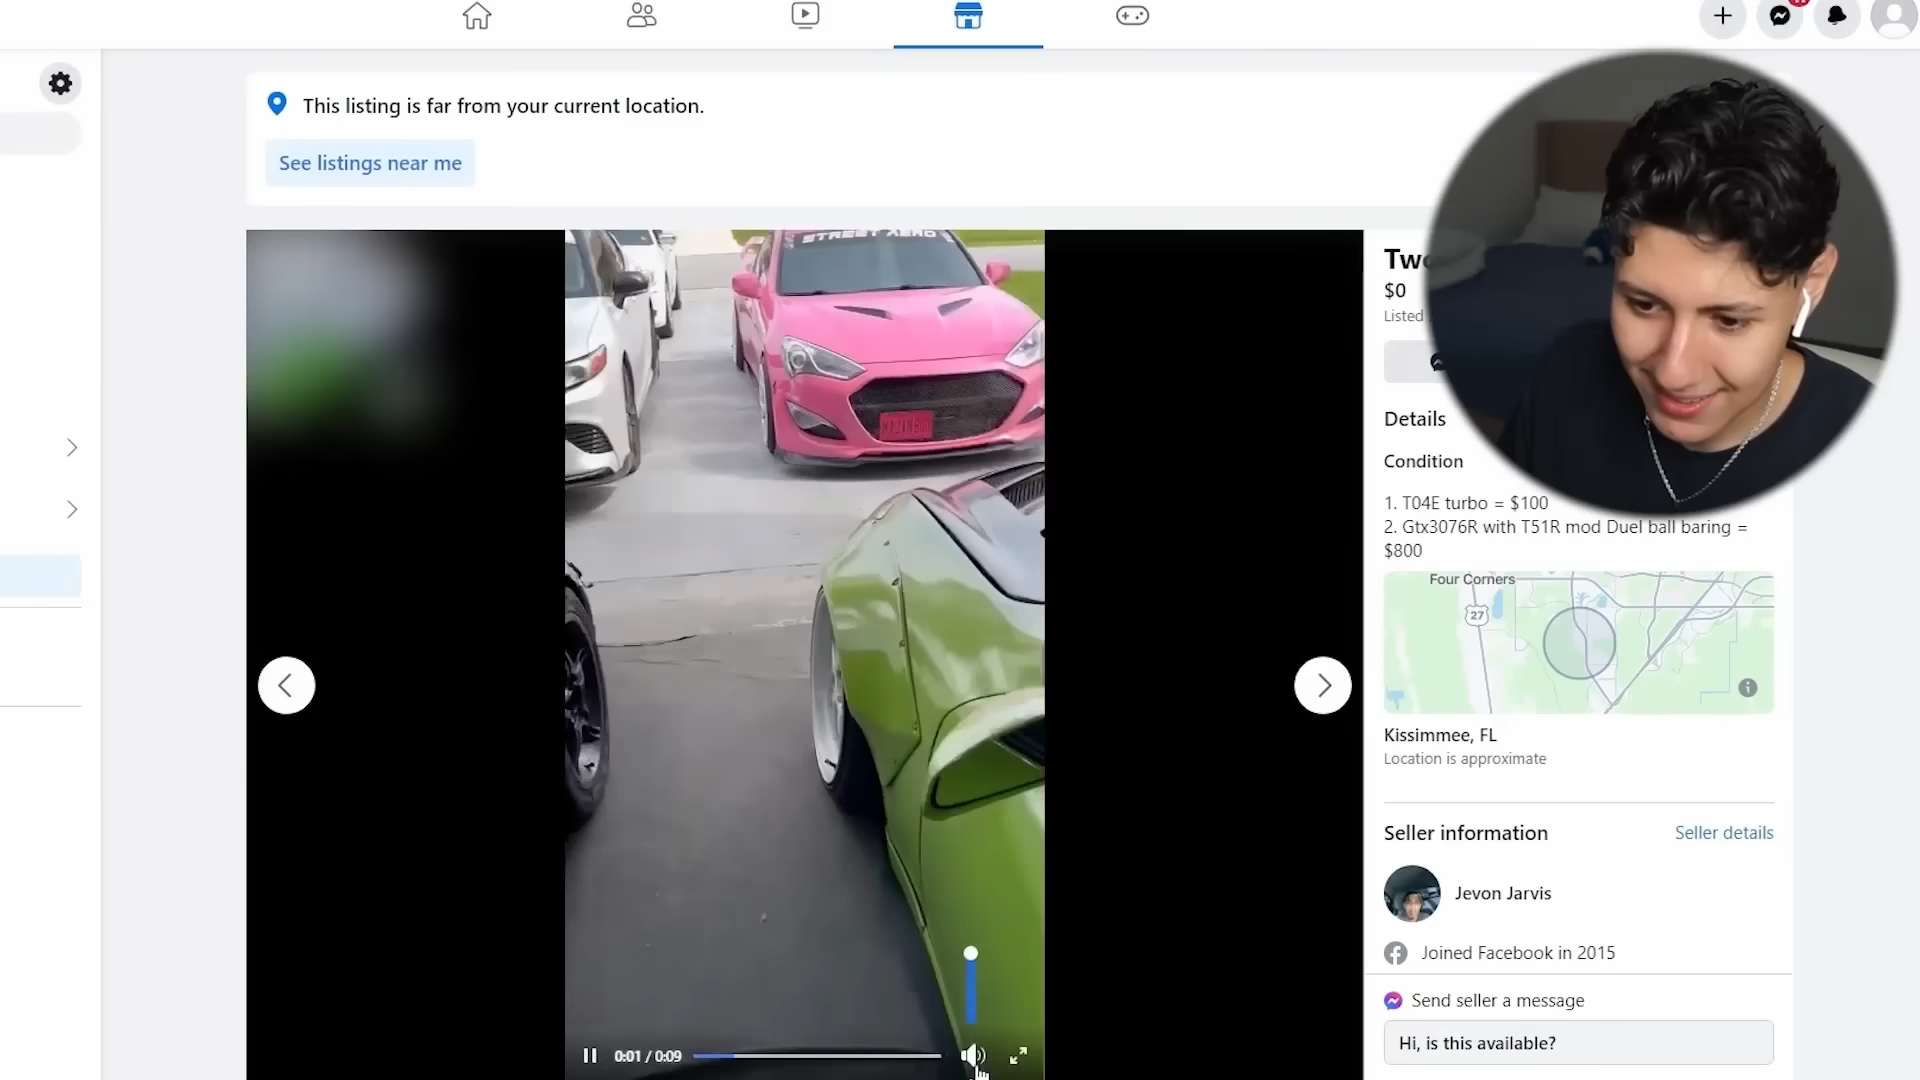 This listing is far from your current location.
See listings near me
STREET AERO
$0
Listed
Details
Condition
1. T04E turbo = $100
2. Gtx3076R with T51R mod Duel ball baring =
$800
Four Corners
27
Kissimmee, FL
Location is approximate
Seller information
Seller details
Jevon Jarvis
Joined Facebook in 2015
Send seller a message
Hi, is this available?
0:01 / 0:09